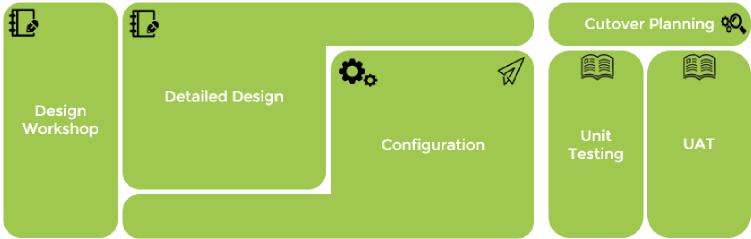 Design
Workshop
Detailed Design
Configuration
Cutover Planning
Unit
Testing
UAT